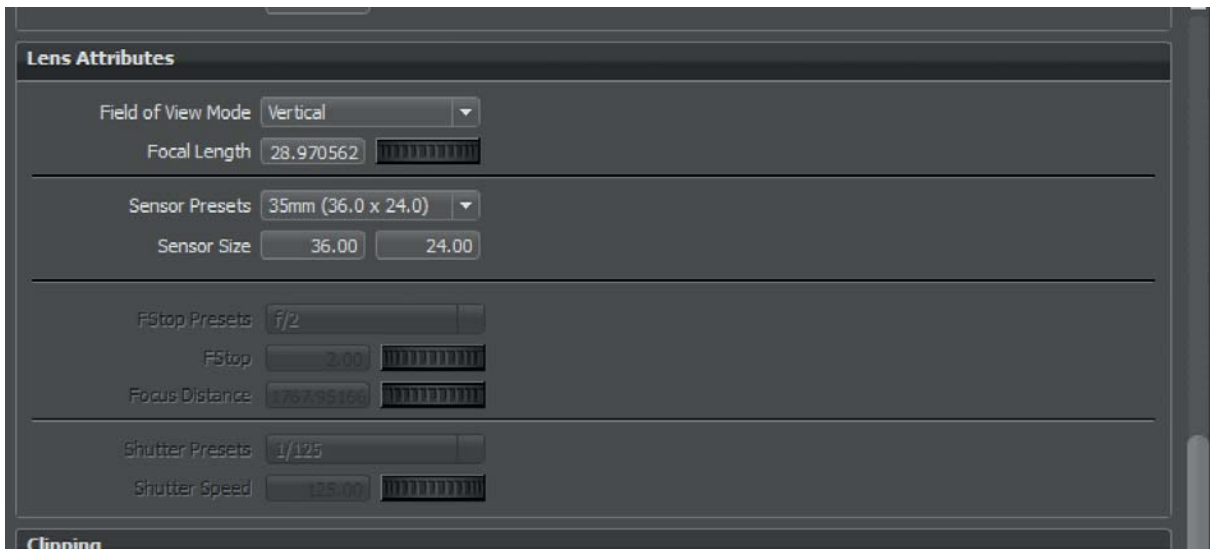 Lens Attributes
Field of View Mode Vertical
Focal Length 28.970562
Sensor Presets 35mm (36.0 x 24.0)
Sensor Size 36.00 24.00
FStop Presets f/2
FStop 2.00
Focus Distance
Shutter Presets 1/125
Shutter Speed 125.00
Clipping